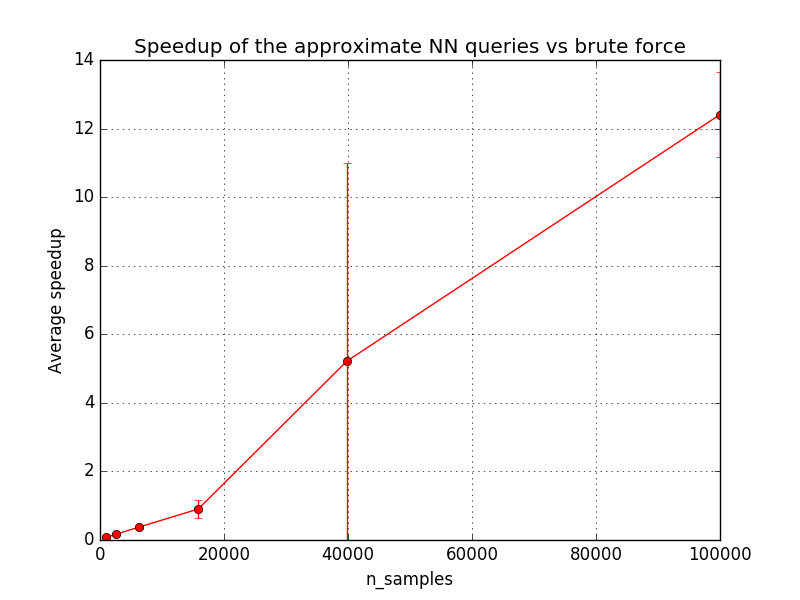 Speedup of the approximate NN queries vs brute force
14
12
10
8
6
4
2
0
Average speedup
0 20000 40000 60000 80000 100000
n_samples